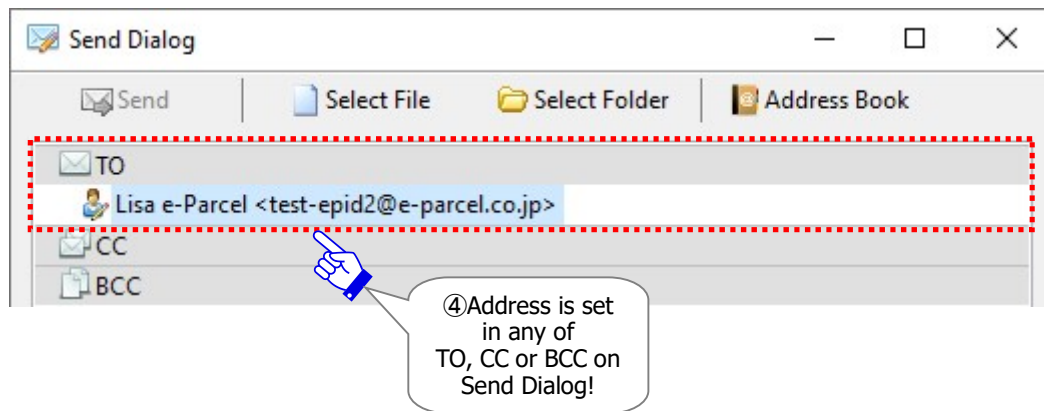 Send Dialog
Send Select File Select Folder Address Book
TO
Lisa e-Parcel <test-epid2@e-parcel.co.jp>
CC
BCC
④Address is set
in any of
TO, CC or BCC on
Send Dialog!